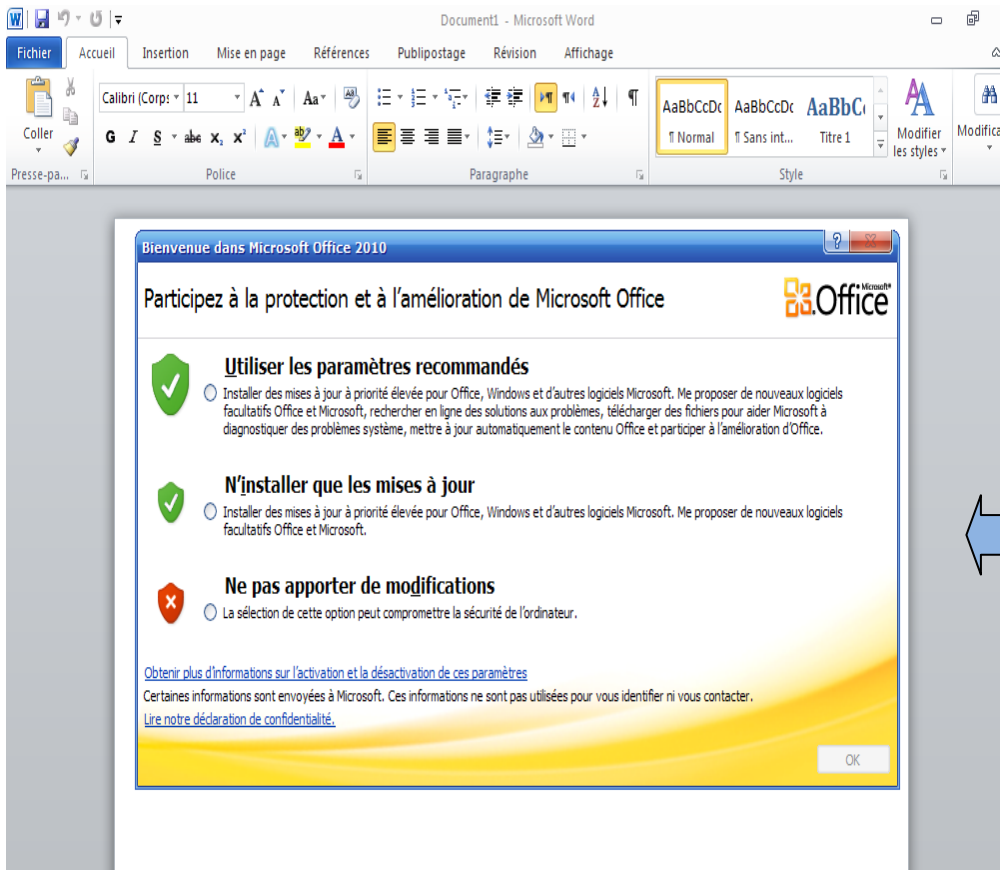 Document1 - Microsoft Word
Fichier Accueil Insertion Mise en page Références Publipostage Révision Affichage
Calibri (Corps 11 A A Aa
AaBbCcDc AaBbCcDc AaBbC
Coller
G I S abe x₂ x² A ab A
¶ Normal ¶ Sans int... Titre 1
Modifier les styles
Modifica
Presse-pa... Police Paragraphe Style
Bienvenue dans Microsoft Office 2010
Participez à la protection et à l'amélioration de Microsoft Office
Microsoft® Office
Utiliser les paramètres recommandés
Installer des mises à jour à priorité élevée pour Office, Windows et d'autres logiciels Microsoft. Me proposer de nouveaux logiciels
facultatifs Office et Microsoft, rechercher en ligne des solutions aux problèmes, télécharger des fichiers pour aider Microsoft à
diagnostiquer des problèmes système, mettre à jour automatiquement le contenu Office et participer à l'amélioration d'Office.
N'installer que les mises à jour
Installer des mises à jour à priorité élevée pour Office, Windows et d'autres logiciels Microsoft. Me proposer de nouveaux logiciels
facultatifs Office et Microsoft.
Ne pas apporter de modifications
La sélection de cette option peut compromettre la sécurité de l'ordinateur.
Obtenir plus d'informations sur l'activation et la désactivation de ces paramètres
Certaines informations sont envoyées à Microsoft. Ces informations ne sont pas utilisées pour vous identifier ni vous contacter.
Lire notre déclaration de confidentialité.
OK